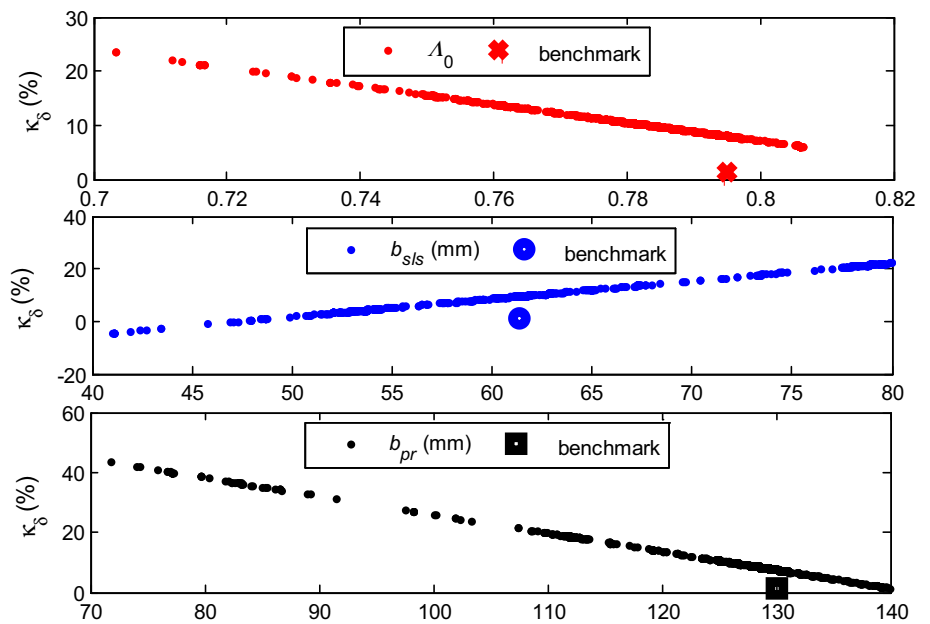 30
20
10
0
κδ (%)
Λ0 benchmark
0.7 0.72 0.74 0.76 0.78 0.8 0.82
40
20
0
-20
κδ (%)
bsls (mm) benchmark
40 45 50 55 60 65 70 75 80
60
40
20
0
κδ (%)
bpr (mm) benchmark
70 80 90 100 110 120 130 140